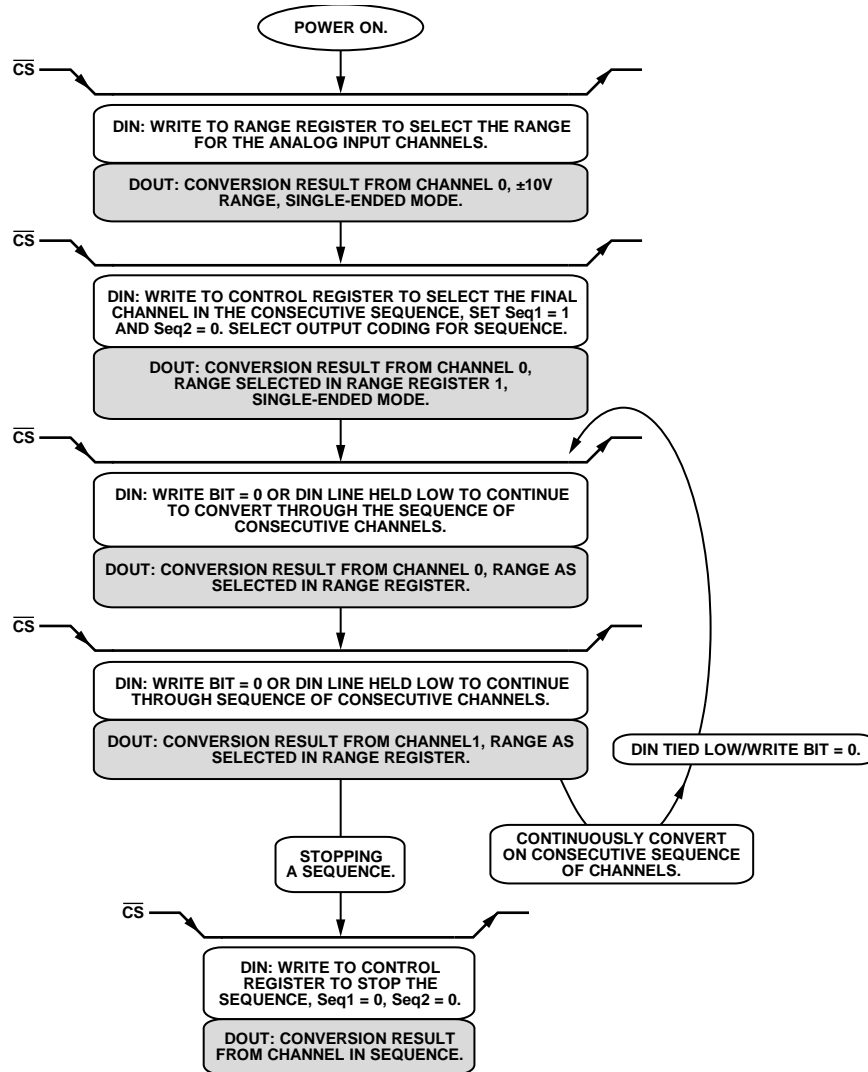 POWER ON.
CS
DIN: WRITE TO RANGE REGISTER TO SELECT THE RANGE
FOR THE ANALOG INPUT CHANNELS.
DOUT: CONVERSION RESULT FROM CHANNEL 0, ±10V
RANGE, SINGLE-ENDED MODE.
CS
DIN: WRITE TO CONTROL REGISTER TO SELECT THE FINAL
CHANNEL IN THE CONSECUTIVE SEQUENCE, SET Seq1 = 1
AND Seq2 = 0. SELECT OUTPUT CODING FOR SEQUENCE.
DOUT: CONVERSION RESULT FROM CHANNEL 0,
RANGE SELECTED IN RANGE REGISTER 1,
SINGLE-ENDED MODE.
CS
DIN: WRITE BIT = 0 OR DIN LINE HELD LOW TO CONTINUE
TO CONVERT THROUGH THE SEQUENCE OF
CONSECUTIVE CHANNELS.
DOUT: CONVERSION RESULT FROM CHANNEL 0, RANGE AS
SELECTED IN RANGE REGISTER.
CS
DIN: WRITE BIT = 0 OR DIN LINE HELD LOW TO CONTINUE
THROUGH SEQUENCE OF CONSECUTIVE CHANNELS.
DOUT: CONVERSION RESULT FROM CHANNEL1, RANGE AS
SELECTED IN RANGE REGISTER.
DIN TIED LOW/WRITE BIT = 0.
STOPPING
A SEQUENCE.
CONTINUOUSLY CONVERT
ON CONSECUTIVE SEQUENCE
OF CHANNELS.
CS
DIN: WRITE TO CONTROL
REGISTER TO STOP THE
SEQUENCE, Seq1 = 0, Seq2 = 0.
DOUT: CONVERSION RESULT
FROM CHANNEL IN SEQUENCE.